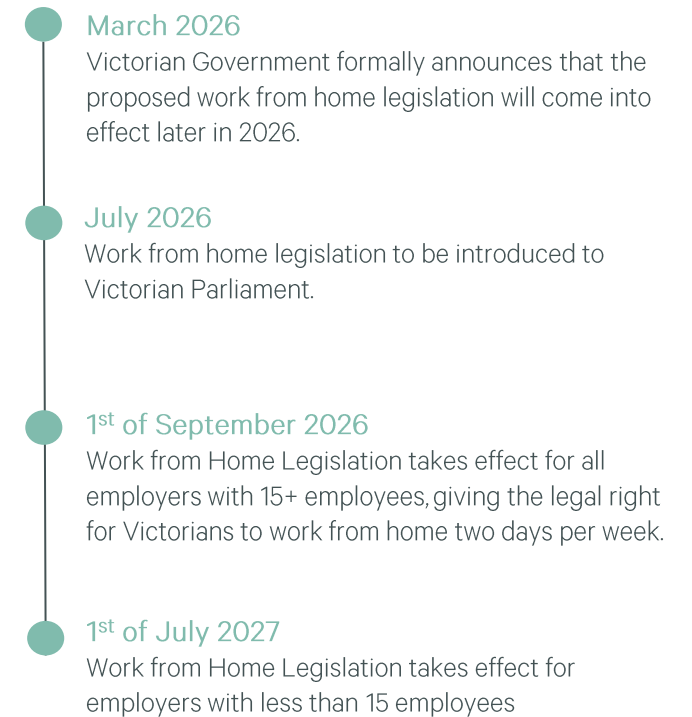 March 2026
Victorian Government formally announces that the
proposed work from home legislation will come into
effect later in 2026.
July 2026
Work from home legislation to be introduced to
Victorian Parliament.
1st of September 2026
Work from Home Legislation takes effect for all
employers with 15+ employees, giving the legal right
for Victorians to work from home two days per week.
1st of July 2027
Work from Home Legislation takes effect for
employers with less than 15 employees